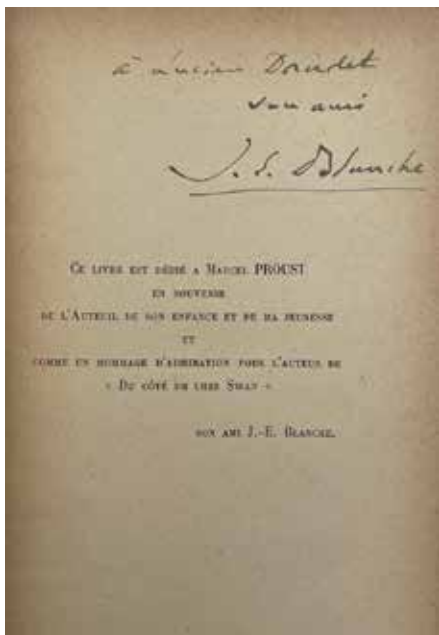 à Lucien Daudet
son ami
J. E. Blanche
CE LIVRE EST DÉDIÉ A MARCEL PROUST
EN SOUVENIR
DE L'AUTEUIL DE SON ENFANCE ET DE MA JEUNESSE
ET
COMME UN HOMMAGE D'ADMIRATION POUR L'AUTEUR DE
« DU CÔTÉ DE CHEZ SWAN »
SON AMI J.-E. BLANCHE.